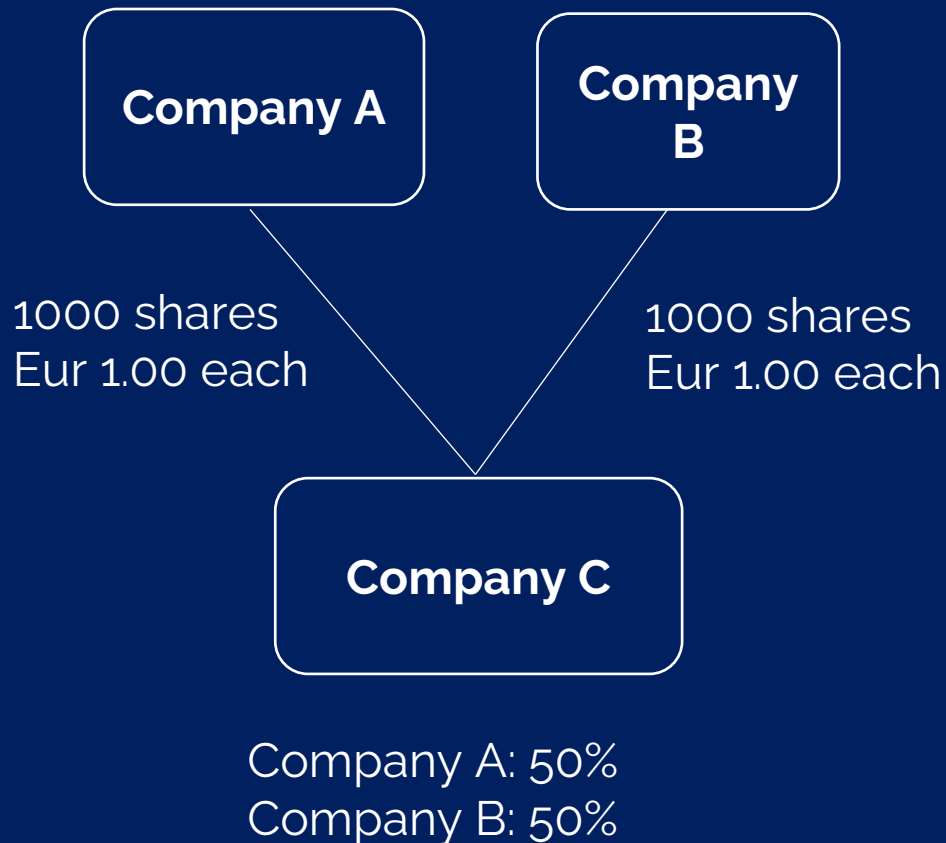 Company A
Company
B
1000 shares
Eur 1.00 each
1000 shares
Eur 1.00 each
Company C
Company A: 50%
Company B: 50%